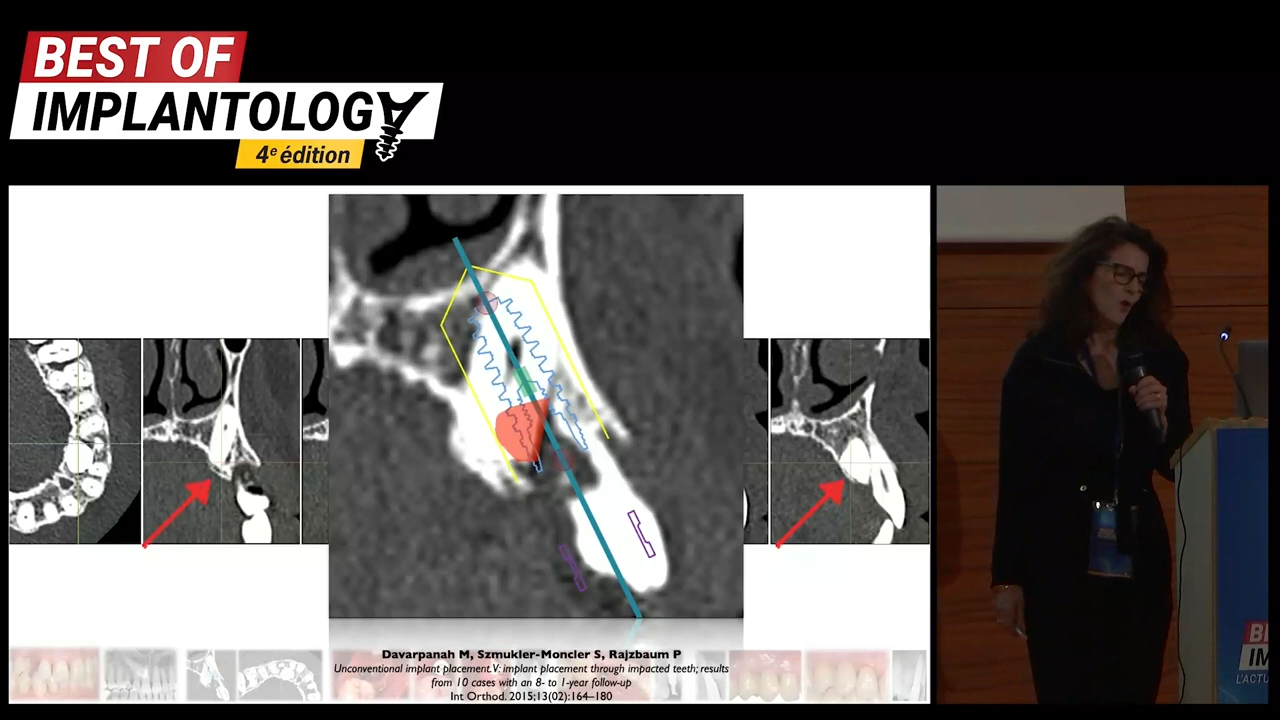 BEST OF
IMPLANTOLOGY
4e édition
Davarpanah M, Szmukler-Moncler S, Rajzbaum P
Unconventional implant placement. V: implant placement through impacted teeth; results
from 10 cases with an 8- to 1-year follow-up
Int Orthod. 2015;13(02):164–180